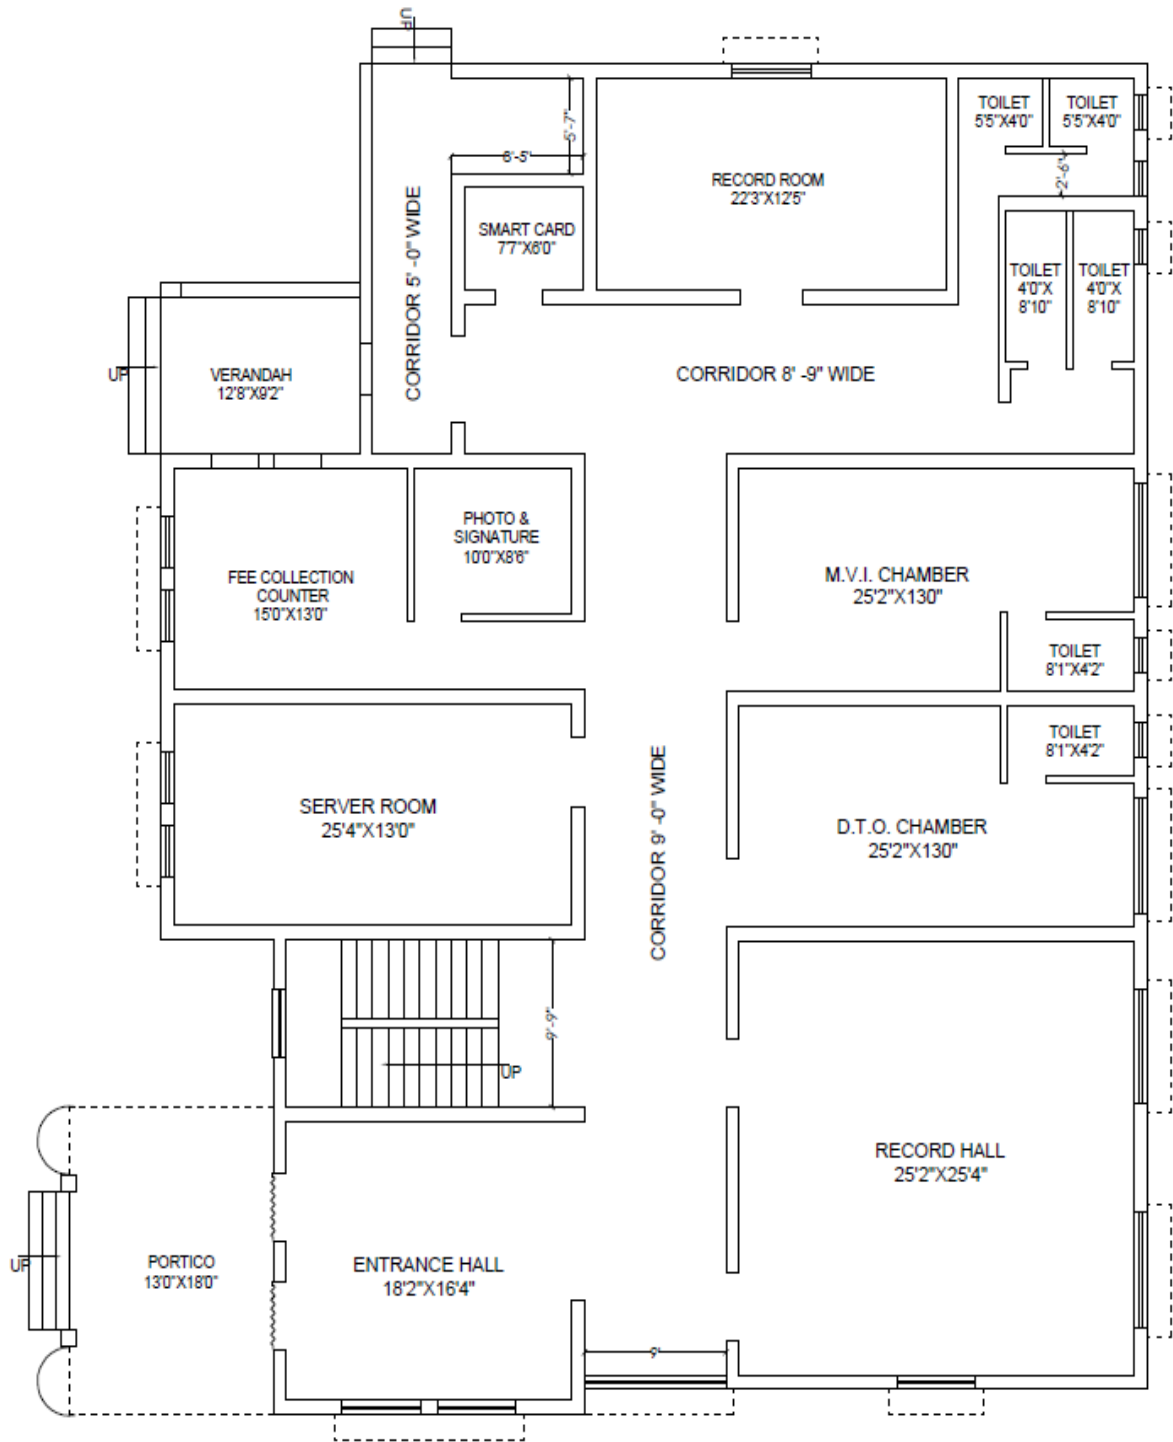 UP
TOILET
5'5"X4'0"
TOILET
5'5"X4'0"
5'-7"
6'-5"
2'-6"
RECORD ROOM
22'3"X12'5"
SMART CARD
7'7"X6'0"
CORRIDOR 5' -0" WIDE
TOILET
4'0"X
8'10"
TOILET
4'0"X
8'10"
UP
VERANDAH
12'8"X9'2"
CORRIDOR 8' -9" WIDE
PHOTO &
SIGNATURE
10'0"X8'6"
FEE COLLECTION
COUNTER
15'0"X13'0"
M.V.I. CHAMBER
25'2"X130"
TOILET
8'1"X4'2"
TOILET
8'1"X4'2"
SERVER ROOM
25'4"X13'0"
CORRIDOR 9' -0" WIDE
D.T.O. CHAMBER
25'2"X130"
9'-9"
UP
RECORD HALL
25'2"X25'4"
UP
PORTICO
13'0"X18'0"
ENTRANCE HALL
18'2"X16'4"
9'